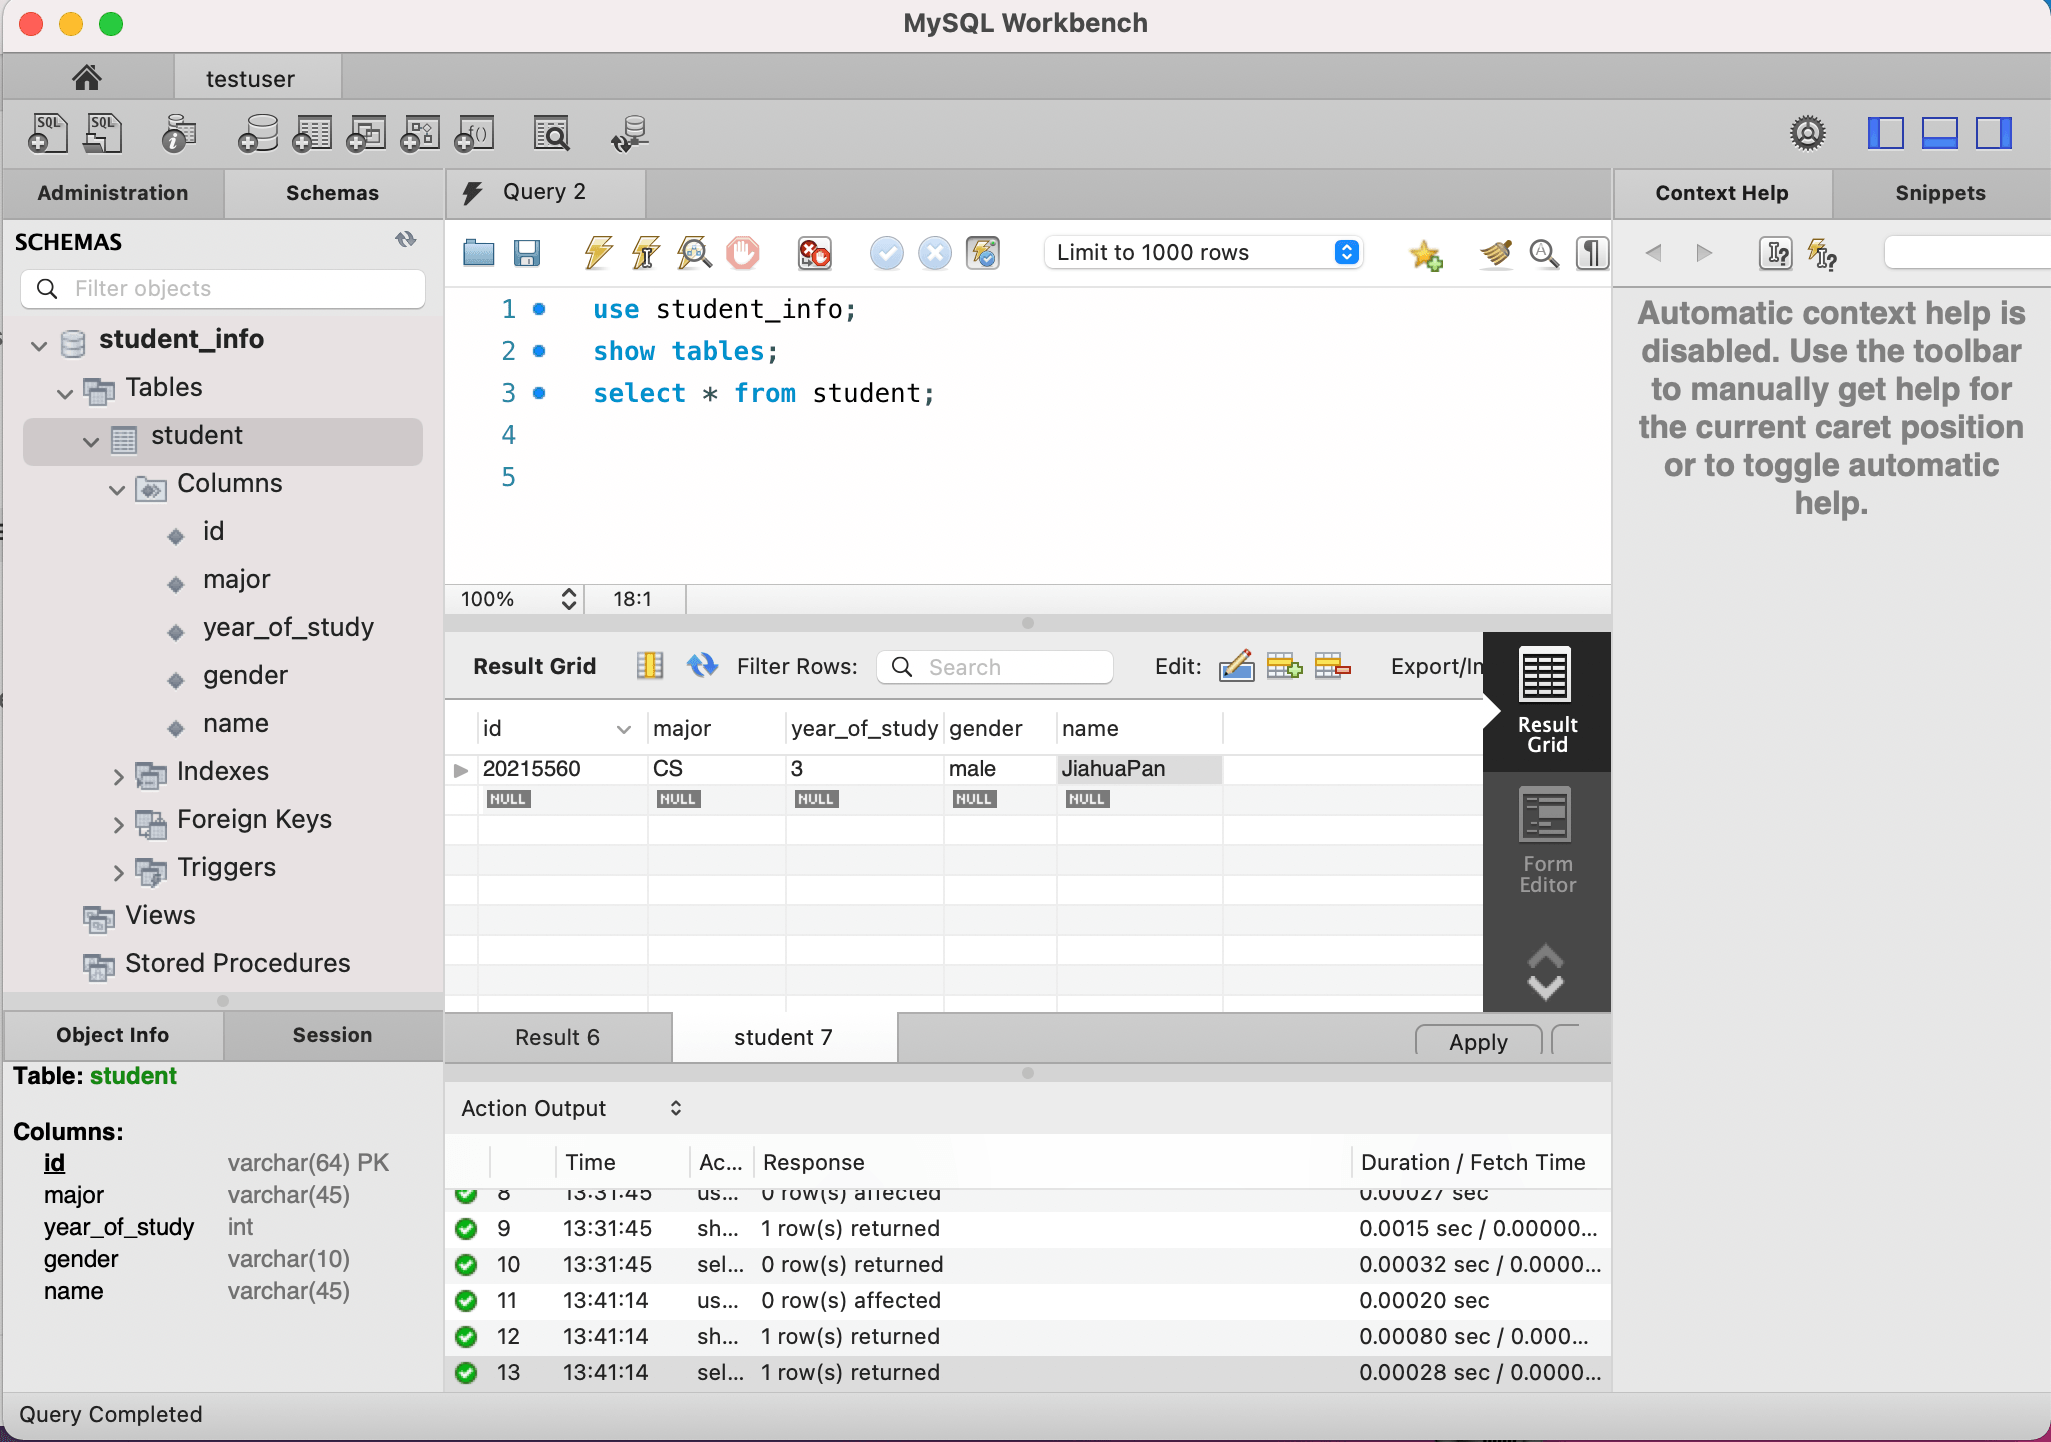 MySQL Workbench
testuser
SQL SQL
Administration Schemas
SCHEMAS
Filter objects
student_info
Tables
student
Columns
id
major
year_of_study
gender
name
Indexes
Foreign Keys
Triggers
Views
Stored Procedures
Object Info Session
Table: student
Columns:
id varchar(64) PK
major varchar(45)
year_of_study int
gender varchar(10)
name varchar(45)
Query 2
Limit to 1000 rows
1 use student_info;
2 show tables;
3 select * from student;
4
5
100% 18:1
Result Grid Filter Rows: Search Edit: Export/In
id major year_of_study gender name
20215560 CS 3 male JiahuaPan
NULL NULL NULL NULL NULL
Result
Grid
Form
Editor
Result 6 student 7 Apply
Action Output
Time Ac... Response Duration / Fetch Time
8 13:31:45 us... 0 row(s) affected 0.00027 sec
9 13:31:45 sh... 1 row(s) returned 0.0015 sec / 0.00000...
10 13:31:45 sel... 0 row(s) returned 0.00032 sec / 0.0000...
11 13:41:14 us... 0 row(s) affected 0.00020 sec
12 13:41:14 sh... 1 row(s) returned 0.00080 sec / 0.000...
13 13:41:14 sel... 1 row(s) returned 0.00028 sec / 0.0000...
Context Help Snippets
Automatic context help is
disabled. Use the toolbar
to manually get help for
the current caret position
or to toggle automatic
help.
Query Completed